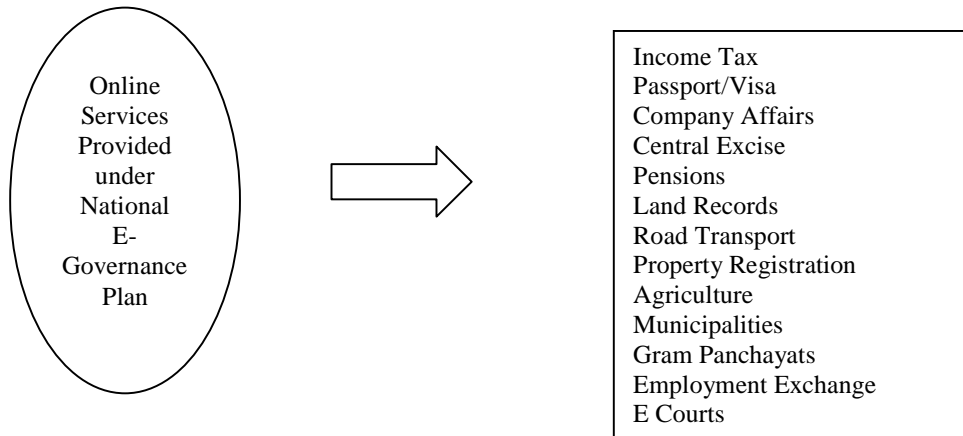 Online
Services
Provided
under
National
E-
Governance
Plan
Income Tax
Passport/Visa
Company Affairs
Central Excise
Pensions
Land Records
Road Transport
Property Registration
Agriculture
Municipalities
Gram Panchayats
Employment Exchange
E Courts